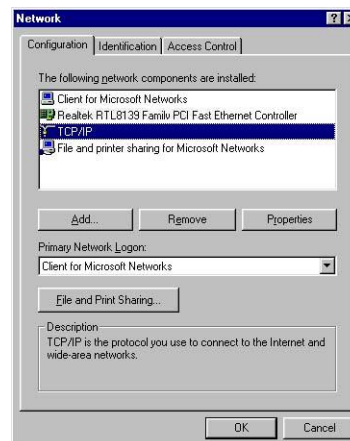 Network
Configuration Identification Access Control
The following network components are installed:
Client for Microsoft Networks
Realtek RTL8139 Family PCI Fast Ethernet Controller
TCP/IP
File and printer sharing for Microsoft Networks
Add... Remove Properties
Primary Network Logon:
Client for Microsoft Networks
File and Print Sharing...
Description
TCP/IP is the protocol you use to connect to the Internet and
wide-area networks.
OK Cancel